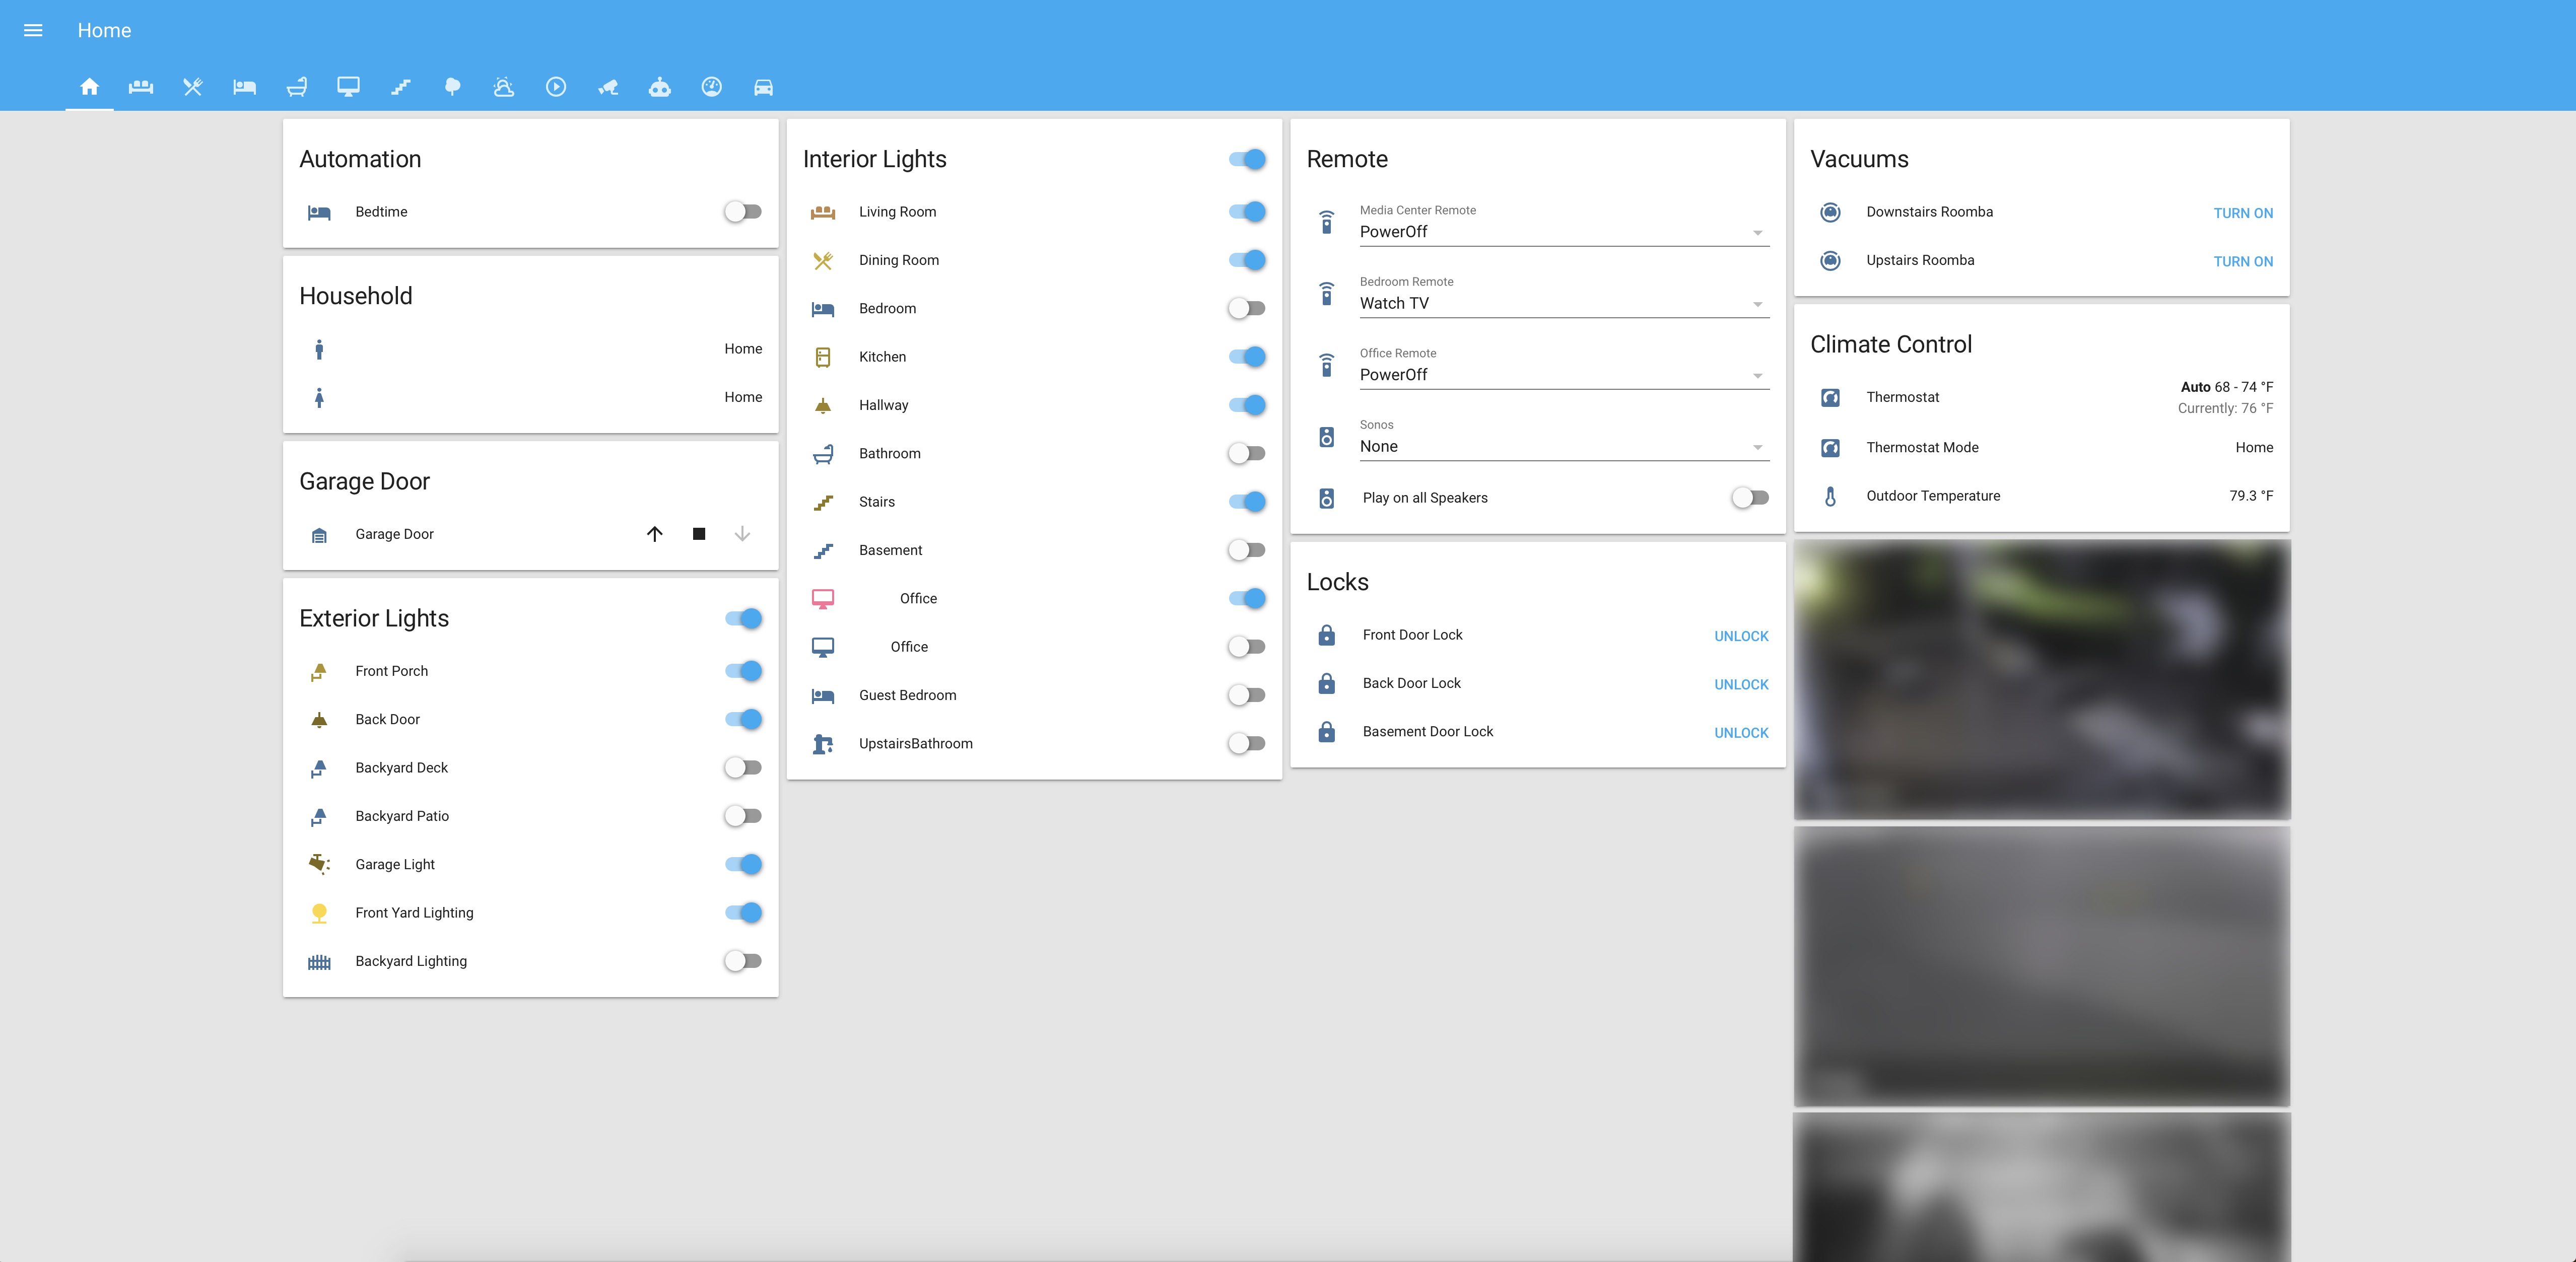 Home
Automation
Bedtime
Household
Home
Home
Garage Door
Garage Door
Exterior Lights
Front Porch
Back Door
Backyard Deck
Backyard Patio
Garage Light
Front Yard Lighting
Backyard Lighting
Interior Lights
Living Room
Dining Room
Bedroom
Kitchen
Hallway
Bathroom
Stairs
Basement
Office
Office
Guest Bedroom
UpstairsBathroom
Remote
Media Center Remote
PowerOff
Bedroom Remote
Watch TV
Office Remote
PowerOff
Sonos
None
Play on all Speakers
Locks
Front Door Lock UNLOCK
Back Door Lock UNLOCK
Basement Door Lock UNLOCK
Vacuums
Downstairs Roomba TURN ON
Upstairs Roomba TURN ON
Climate Control
Thermostat Auto 68 - 74 °F
Currently: 76 °F
Thermostat Mode Home
Outdoor Temperature 79.3 °F